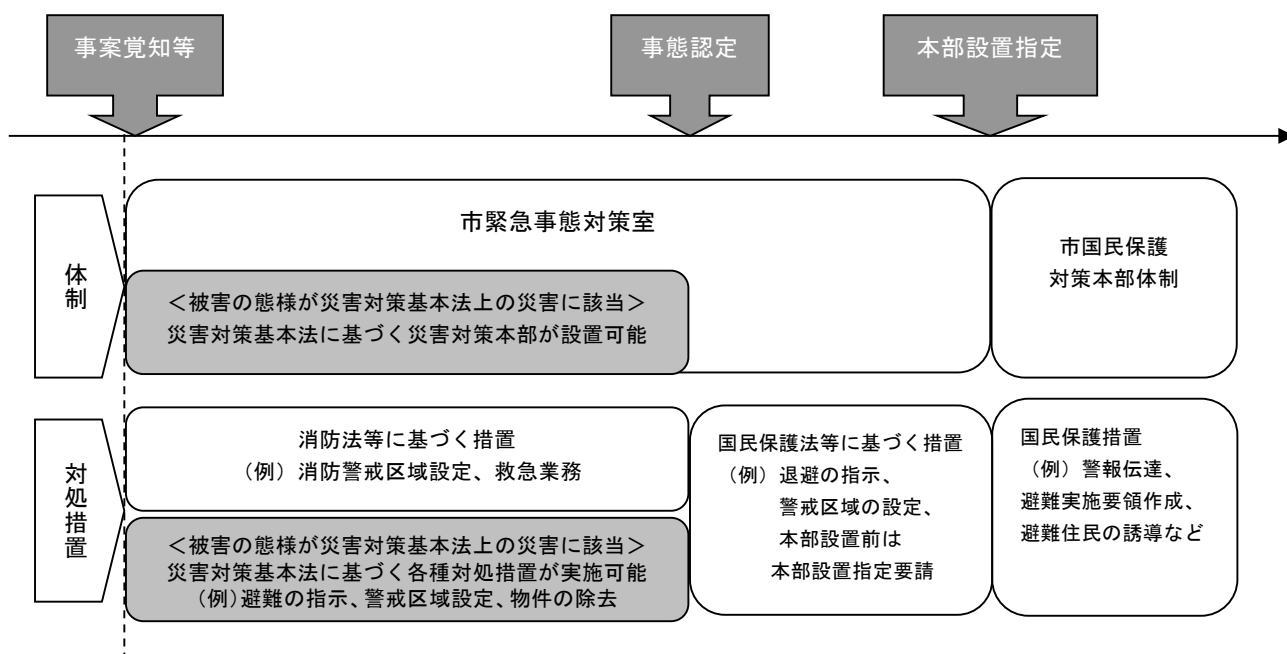 事案覚知等
事態認定
本部設置指定
体制
市緊急事態対策室
<被害の態様が災害対策基本法上の災害に該当>
災害対策基本法に基づく災害対策本部が設置可能
市国民保護
対策本部体制
対処措置
消防法等に基づく措置
(例)消防警戒区域設定、救急業務
<被害の態様が災害対策基本法上の災害に該当>
災害対策基本法に基づく各種対処措置が実施可能
(例)避難の指示、警戒区域設定、物件の除去
国民保護法等に基づく措置
(例)退避の指示、
警戒区域の設定、
本部設置前は
本部設置指定要請
国民保護措置
(例)警報伝達、
避難実施要領作成、
避難住民の誘導など